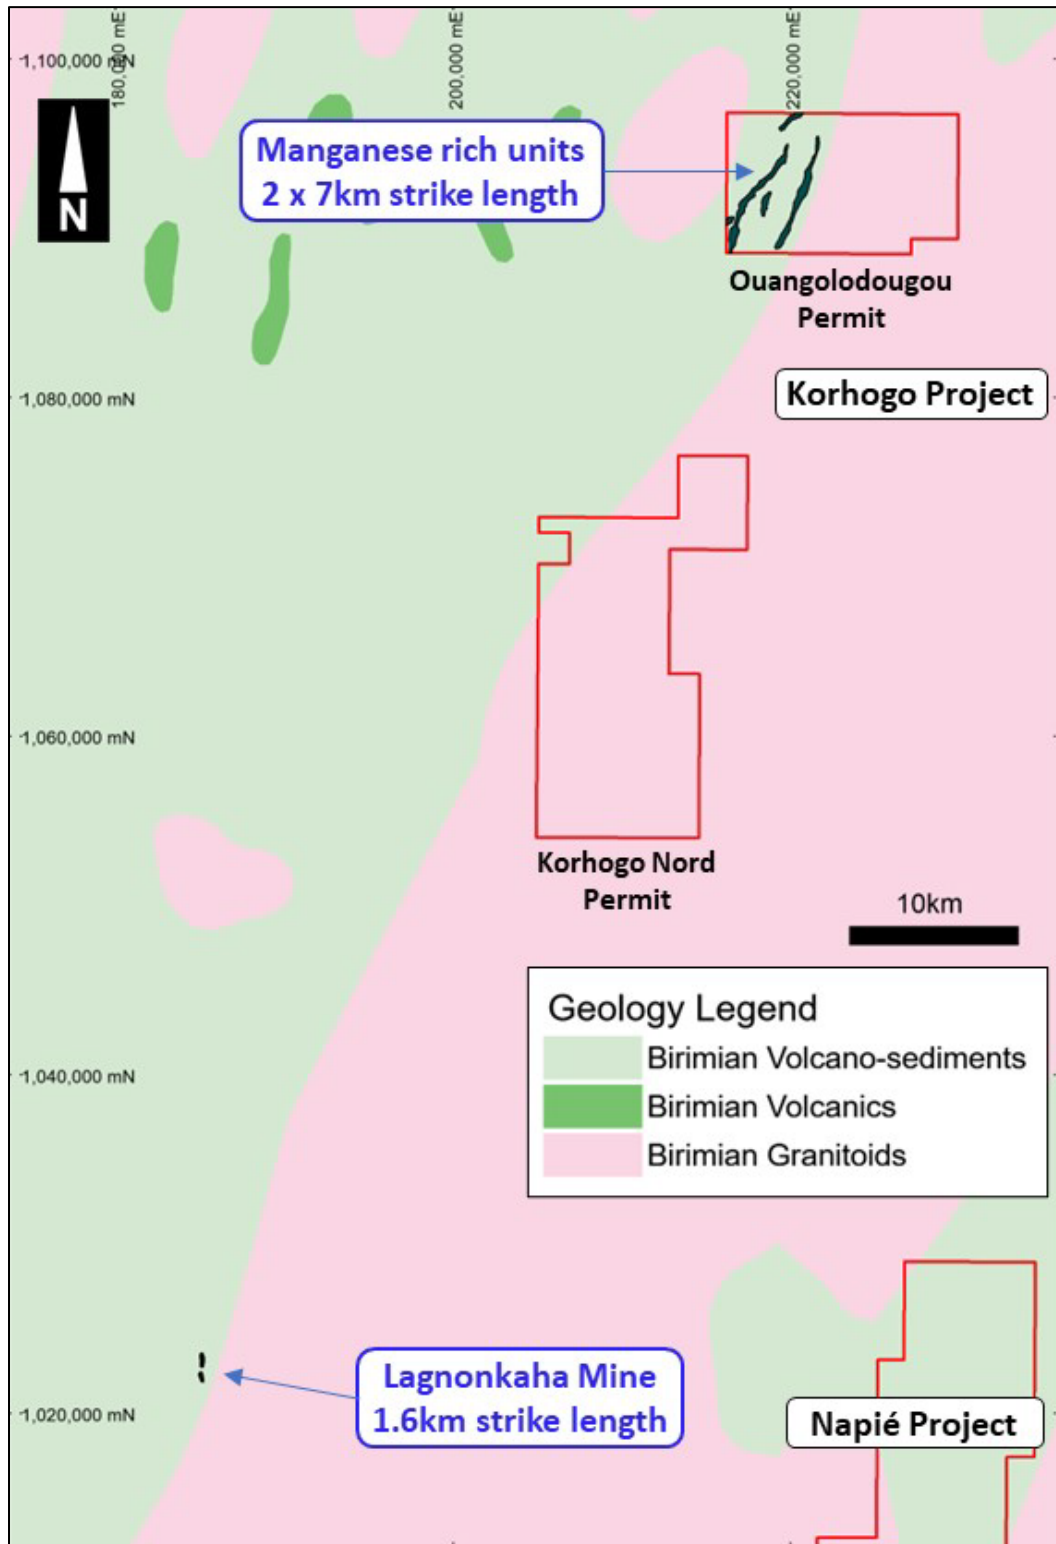 1,100,000 mN
180,000 mE
200,000 mE
220,000 mE
N
Manganese rich units
2 x 7km strike length
Ouangolodougou
Permit
1,080,000 mN
Korhogo Project
1,060,000 mN
Korhogo Nord
Permit
10km
Geology Legend
Birimian Volcano-sediments
Birimian Volcanics
Birimian Granitoids
1,040,000 mN
Lagnonkaha Mine
1.6km strike length
1,020,000 mN
Napié Project